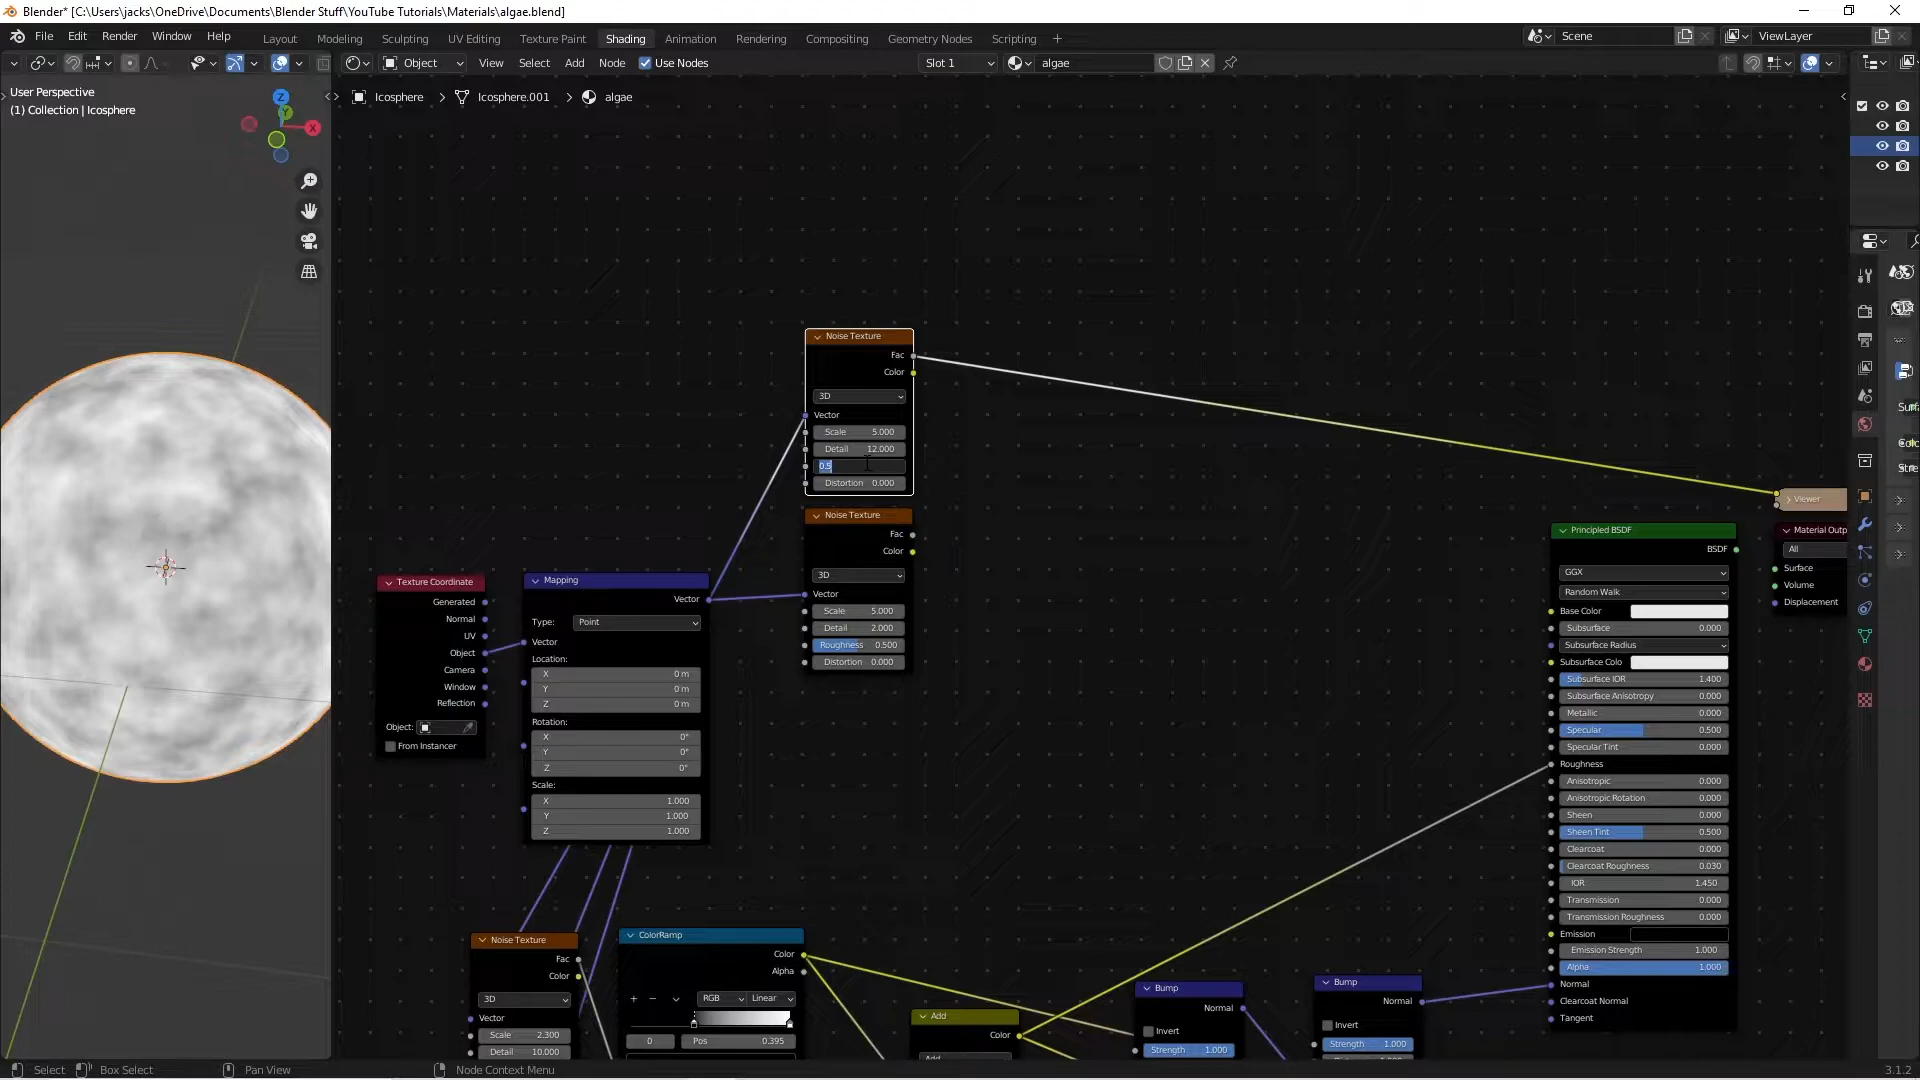 Blender* [C:\Users\jacks\OneDrive\Documents\Blender Stuff\YouTube Tutorials\Materials\algae.blend]
File Edit Render Window Help Layout Modeling Sculpting UV Editing Texture Paint Shading Animation Rendering Compositing Geometry Nodes Scripting + Scene ViewLayer
Object View Select Add Node Use Nodes Slot 1 algae
User Perspective
(1) Collection | Icosphere
Z
Y
X
Icosphere > Icosphere.001 > algae
Noise Texture
Fac
Color
3D
Vector
Scale 5.000
Detail 12.000
0.5
Distortion 0.000
Noise Texture
Fac
Color
3D
Vector
Scale 5.000
Detail 2.000
Roughness 0.500
Distortion 0.000
Texture Coordinate
Generated
Normal
UV
Object
Camera
Window
Reflection
Object:
From Instancer
Mapping
Vector
Type: Point
Vector
Location:
X 0 m
Y 0 m
Z 0 m
Rotation:
X 0°
Y 0°
Z 0°
Scale:
X 1.000
Y 1.000
Z 1.000
Noise Texture
Fac
Color
3D
Vector
Scale 2.300
Detail 10.000
ColorRamp
Color
Alpha
RGB Linear
0 Pos 0.395
Add
Color
Add
Bump
Normal
Invert
Strength 1.000
Bump
Normal
Invert
Strength 1.000
Principled BSDF
BSDF
GGX
Random Walk
Base Color
Subsurface 0.000
Subsurface Radius
Subsurface Colo
Subsurface IOR 1.400
Subsurface Anisotropy 0.000
Metallic 0.000
Specular 0.500
Specular Tint 0.000
Roughness
Anisotropic 0.000
Anisotropic Rotation 0.000
Sheen 0.000
Sheen Tint 0.500
Clearcoat 0.000
Clearcoat Roughness 0.030
IOR 1.450
Transmission 0.000
Transmission Roughness 0.000
Emission
Emission Strength 1.000
Alpha 1.000
Normal
Clearcoat Normal
Tangent
Viewer
Material Outp
All
Surface
Volume
Displacement
Select Box Select Pan View Node Context Menu 3.1.2